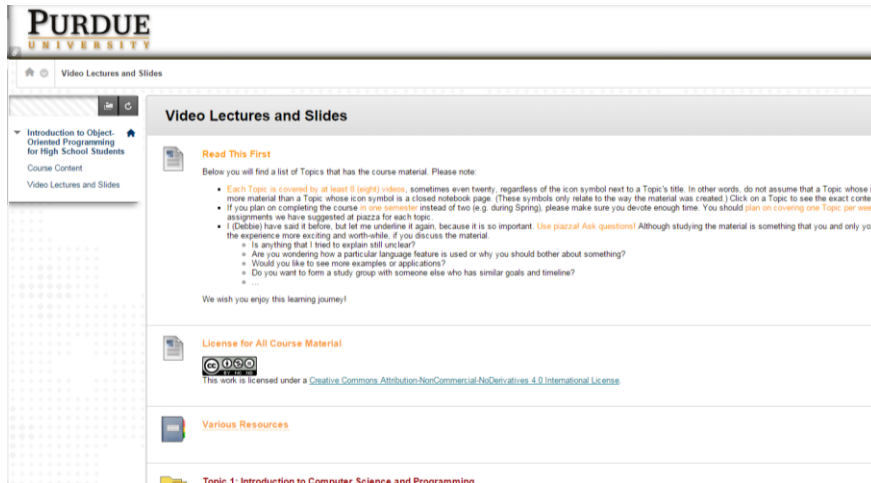 PURDUE
UNIVERSITY
Video Lectures and Slides
Introduction to Object-
Oriented Programming
for High School Students
Course Content
Video Lectures and Slides
Video Lectures and Slides
Read This First
Below you will find a list of Topics that has the course material. Please note:
Each Topic is covered by at least 8 (eight) videos, sometimes even twenty, regardless of the icon symbol next to a Topic's title. In other words, do not assume that a Topic whose
more material than a Topic whose icon symbol is a closed notebook page. (These symbols only relate to the way the material was created.) Click on a Topic to see the exact
If you plan on completing the course in one semester instead of two (e.g. during Spring), please make sure you devote enough time. You should plan on covering one Topic per
assignments we have suggested at piazza for each topic.
I (Debbie) have said it before, but let me underline it again, because it is so important. Use piazza! Ask questions! Although studying the material is something that you and only
the experience more exciting and worth-while, if you discuss the material.
Is anything that I tried to explain still unclear?
Are you wondering how a particular language feature is used or why you should bother about something?
Would you like to see more examples or applications?
Do you want to form a study group with someone else who has similar goals and timeline?
...
We wish you enjoy this learning journey!
License for All Course Material
cc
BY NC ND
This work is licensed under a Creative Commons Attribution-NonCommercial-NoDerivatives 4.0 International License.
Various Resources
Topic 1: Introduction to Computer Science and Programming